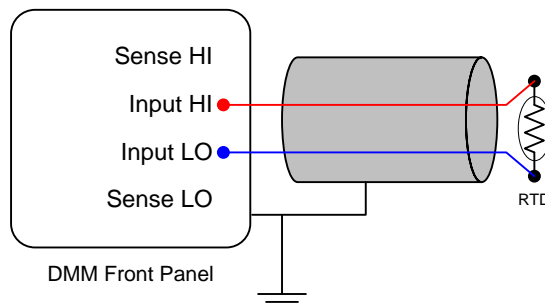 Sense HI
Input HI
Input LO
Sense LO
RTD
DMM Front Panel